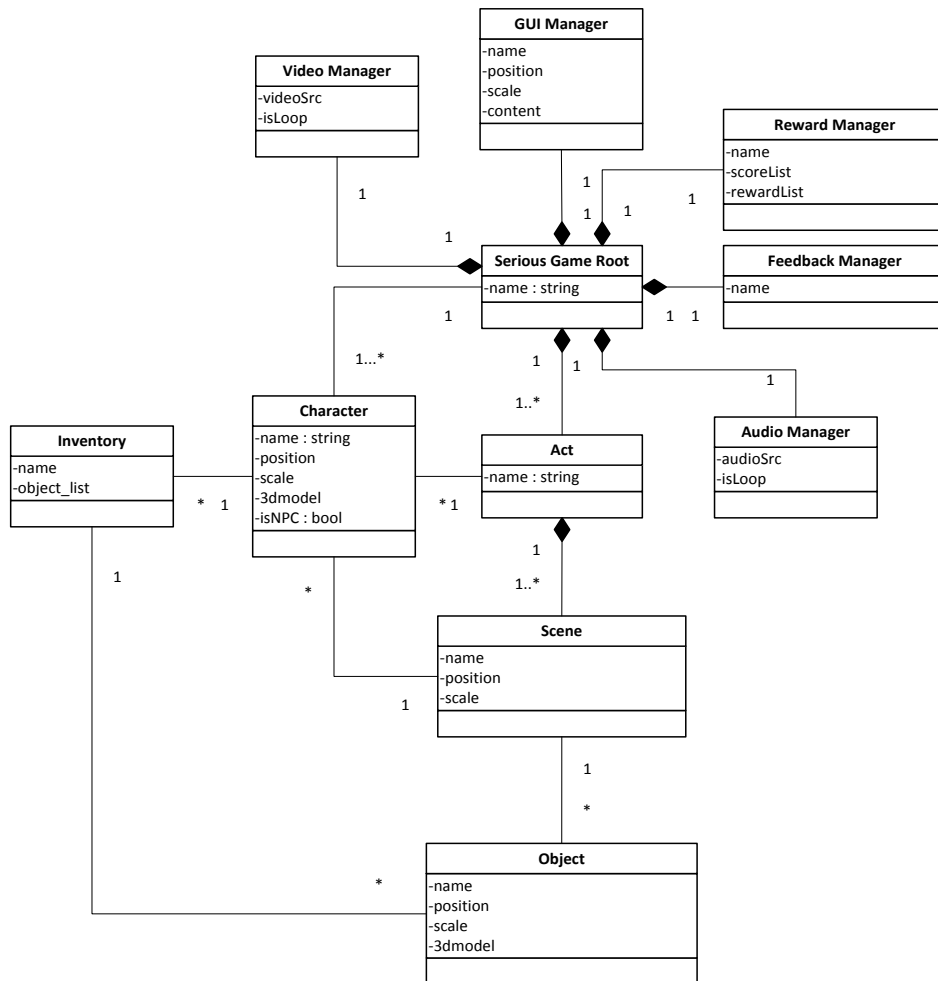 GUI Manager
-name
-position
-scale
-content
Video Manager
-videoSrc
-isLoop
Reward Manager
-name
-scoreList
-rewardList
1
1
1
1
1
1
Serious Game Root
-name : string
Feedback Manager
-name
1
1
1
1
1
1
1
1...*
1..*
Character
-name : string
-position
-scale
-3dmodel
-isNPC : bool
Inventory
-name
-object_list
Act
-name : string
Audio Manager
-audioSrc
-isLoop
*
1
*
1
1
1
*
1..*
Scene
-name
-position
-scale
1
1
*
*
Object
-name
-position
-scale
-3dmodel